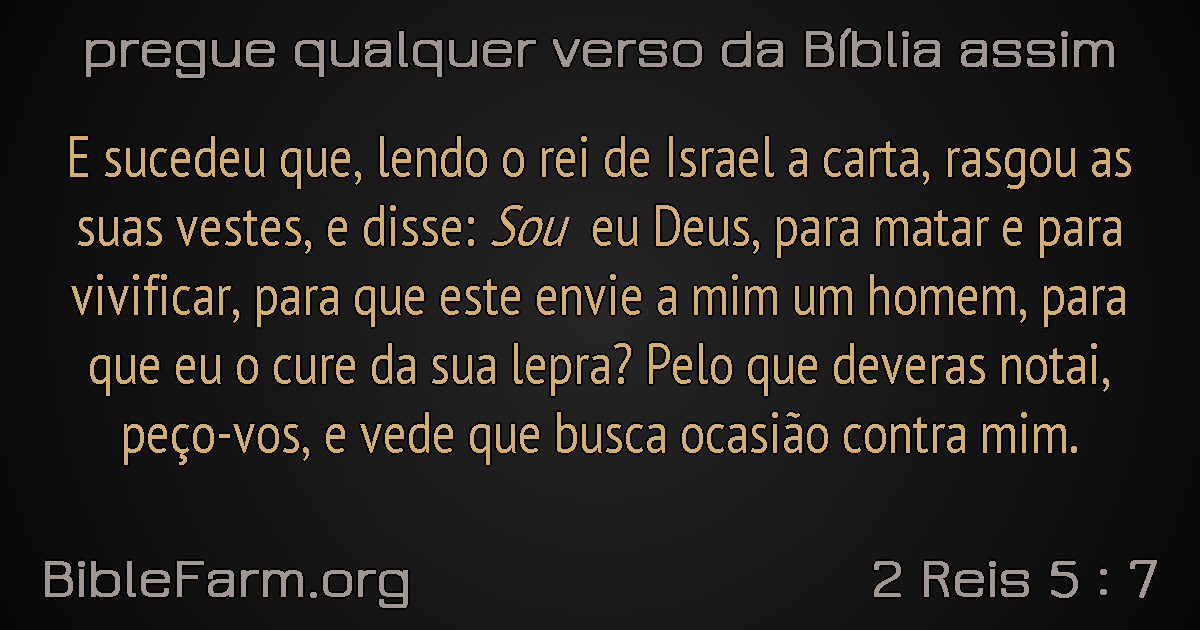 pregue qualquer verso da Bíblia assim
E sucedeu que, lendo o rei de Israel a carta, rasgou as
suas vestes, e disse: Sou eu Deus, para matar e para
vivificar, para que este envie a mim um homem, para
que eu o cure da sua lepra? Pelo que deveras notai,
peço-vos, e vede que busca ocasião contra mim.
BibleFarm.org
2 Reis 5 : 7